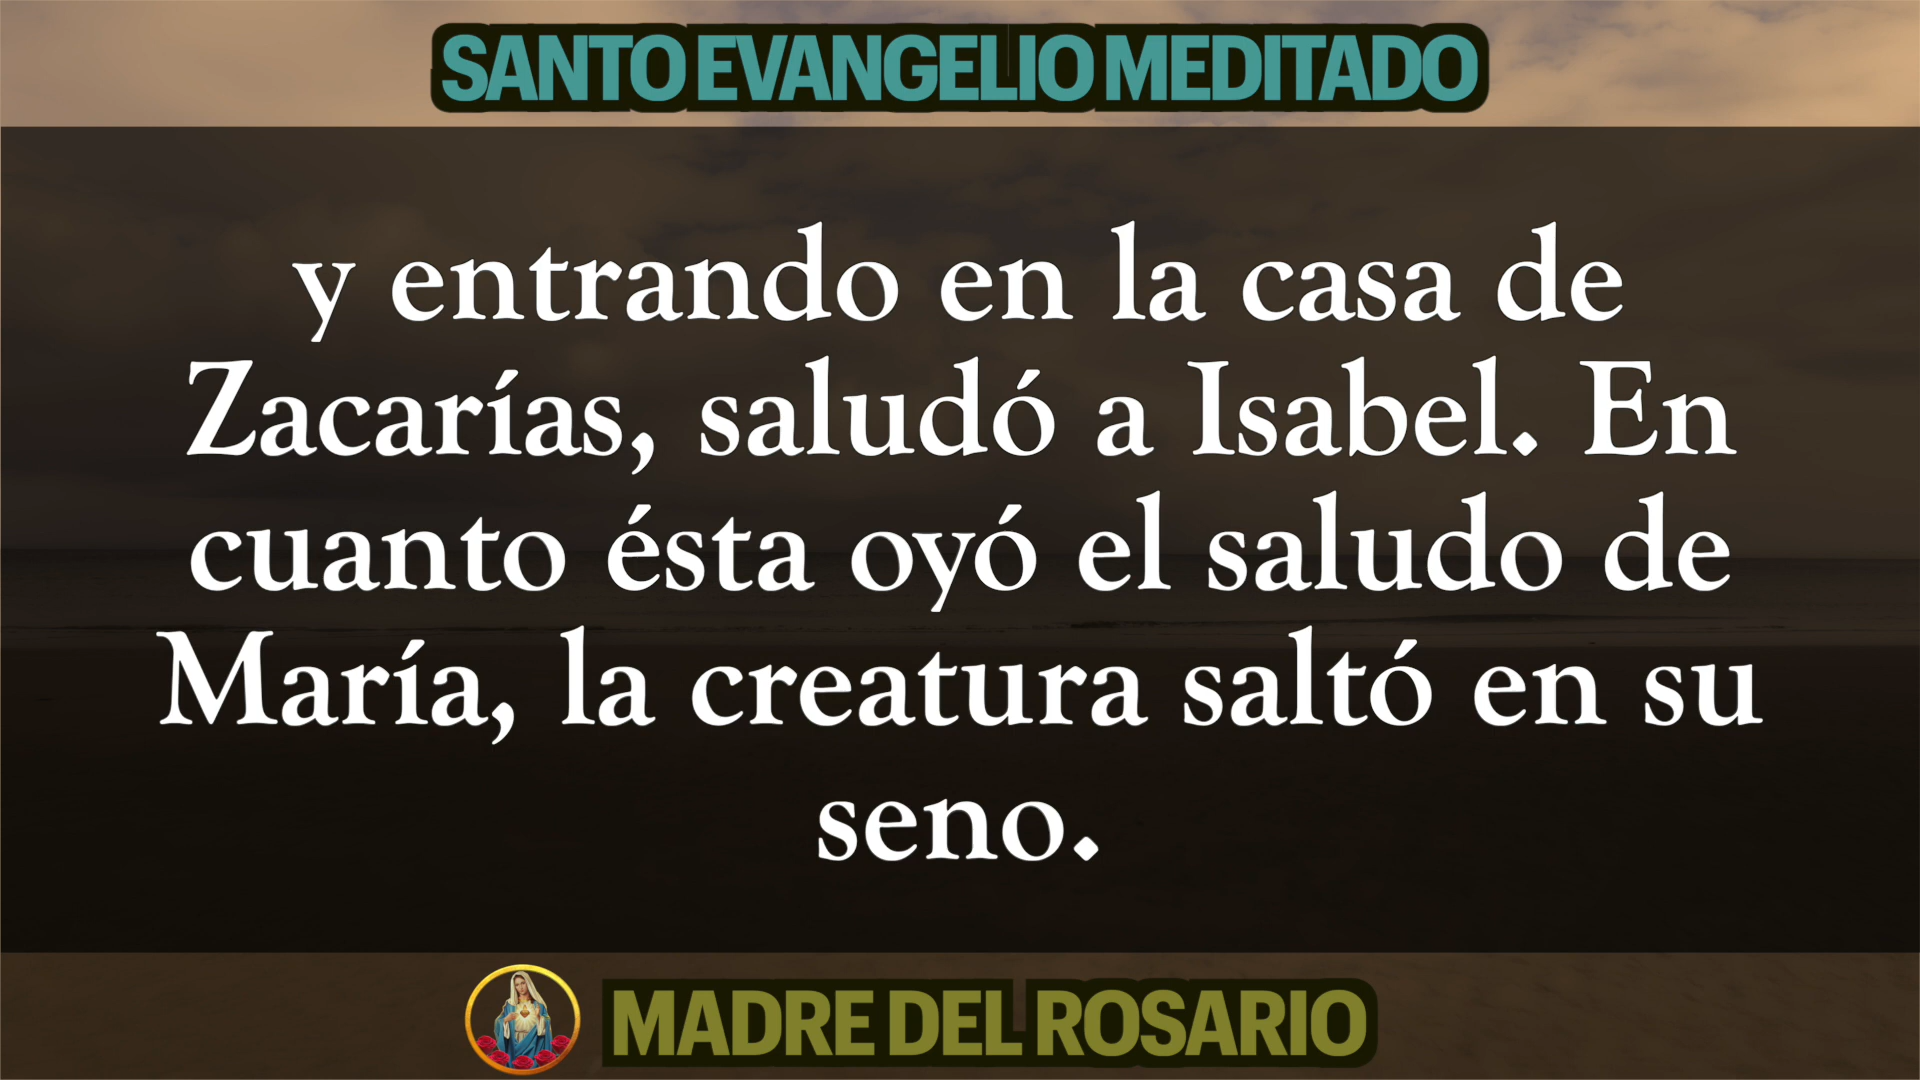 SANTO EVANGELIO MEDITADO
y entrando en la casa de
Zacarías, saludó a Isabel. En
cuanto ésta oyó el saludo de
María, la creatura saltó en su
seno.
MADRE DEL ROSARIO